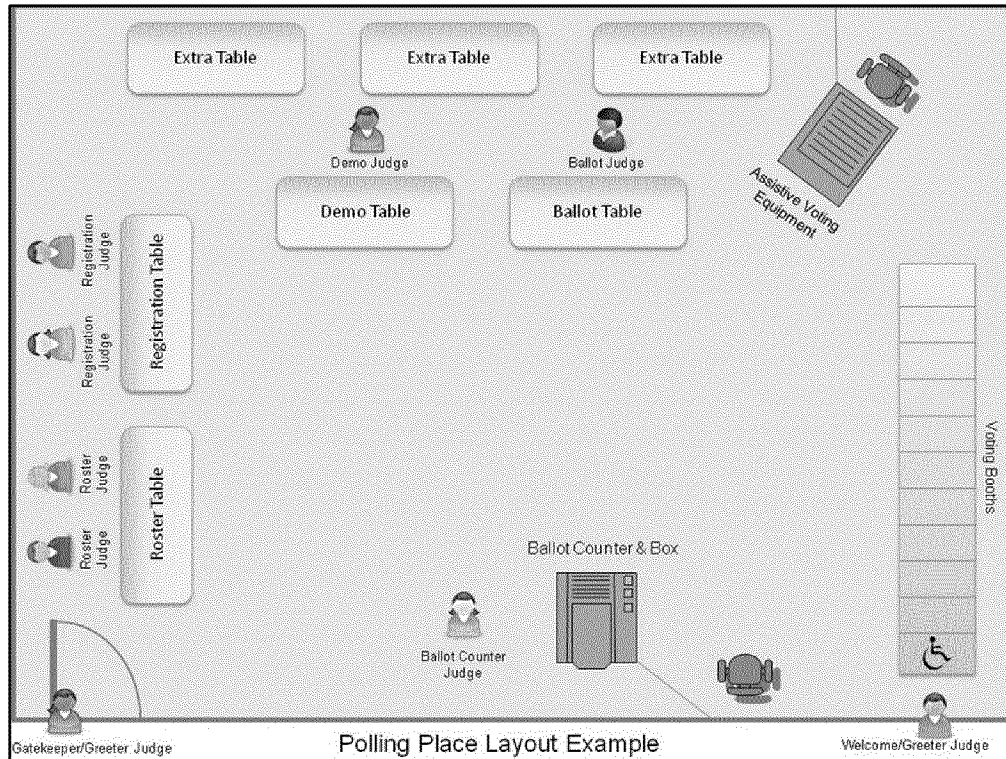 Extra Table
Extra Table
Extra Table
Demo Judge
Ballot Judge
Assistive Voting
Equipment
Demo Table
Ballot Table
Registration
Judge
Registration
Judge
Registration Table
Roster
Judge
Roster
Judge
Roster Table
Voting Booths
Ballot Counter & Box
Ballot Counter
Judge
Gatekeeper/Greeter Judge
Polling Place Layout Example
Welcome/Greeter Judge